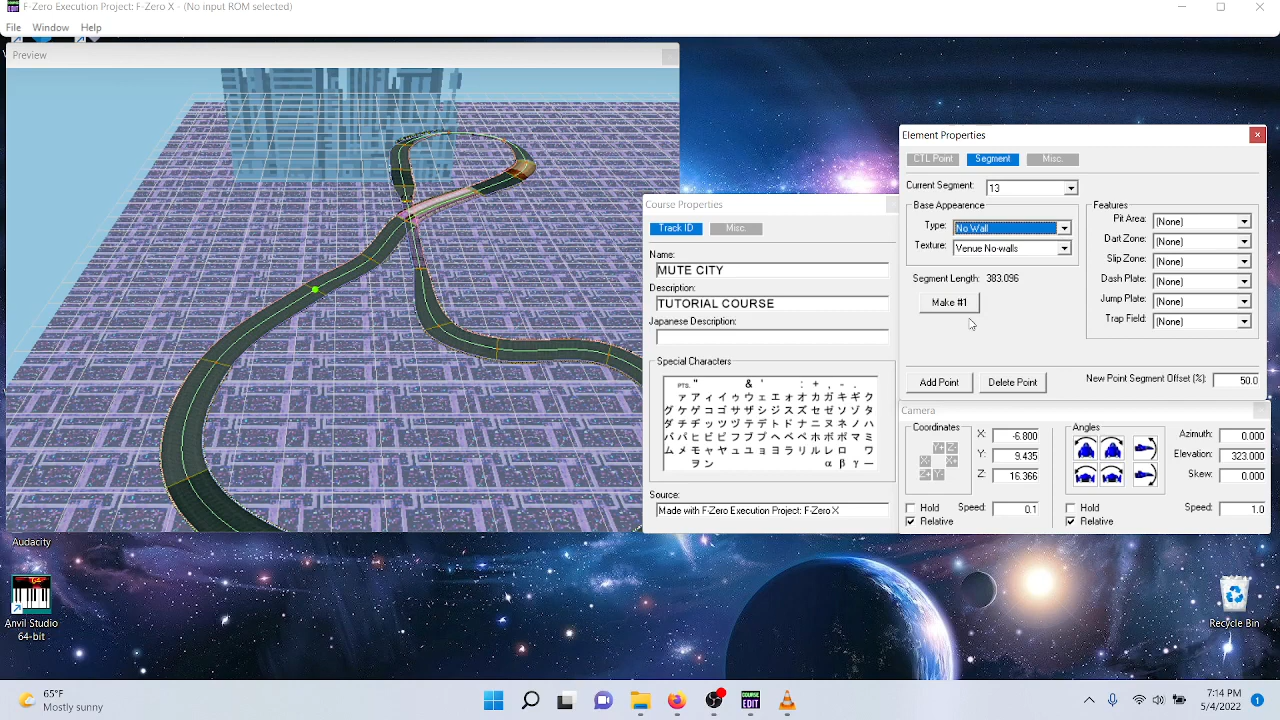 F-Zero Execution Project: F-Zero X - (No input ROM selected)
File Window Help
Preview
Element Properties
CTL Point Segment Misc.
Current Segment: 13
Base Appearance
Type: No Wall
Texture: Venue No-walls
Segment Length: 383.096
Make #1
Features
Pit Area: (None)
Dirt Zone: (None)
Slip Zone: (None)
Dash Plate: (None)
Jump Plate: (None)
Trap Field: (None)
Add Point Delete Point New Point Segment Offset (%): 50.0
Course Properties
Track ID Misc.
Name:
MUTE CITY
Description:
TUTORIAL COURSE
Japanese Description:
Special Characters
PTS. " & ' : + , - .
ァアィイゥウェエォオカガキギク
グケゲコゴサザシジスズセゼソゾタ
ダチヂッツヅテデトドナニヌネノハ
バパヒビピフブプヘベペホボポマミ
ムメモャヤュユョヨラリルレロワ
ヲン α β γ ー
Source:
Made with F-Zero Execution Project: F-Zero X
Camera
Coordinates
Y+ Z-
X- X+
Z+ Y-
X: -6.800
Y: 9.435
Z: 16.366
Hold Speed: 0.1
Relative
Angles
Azimuth: 0.000
Elevation: 323.000
Skew: 0.000
Hold Speed: 1.0
Relative
Audacity
Anvil Studio
64-bit
Recycle Bin
65°F
Mostly sunny
COURSE
EDIT
7:14 PM
5/4/2022
1